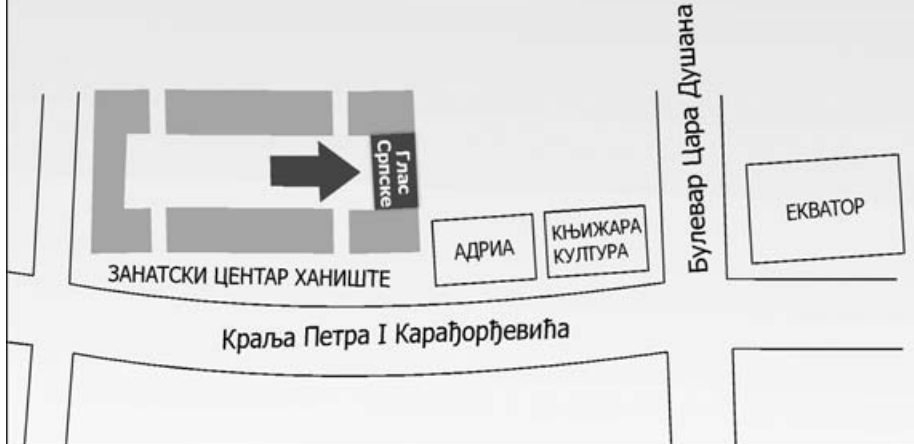 Булевар Цара Душана
Глас
Српске
АДРИА
КЊИЖАРА
КУЛТУРА
ЕКВАТОР
ЗАНАТСКИ ЦЕНТАР ХАНИШТЕ
Краља Петра I Карађорђевића